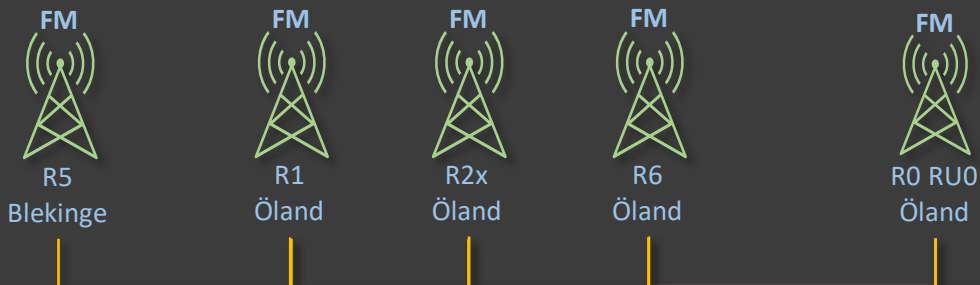 FM FM FM FM FM
R5 R1 R2x R6 R0 RU0
Blekinge Öland Öland Öland Öland